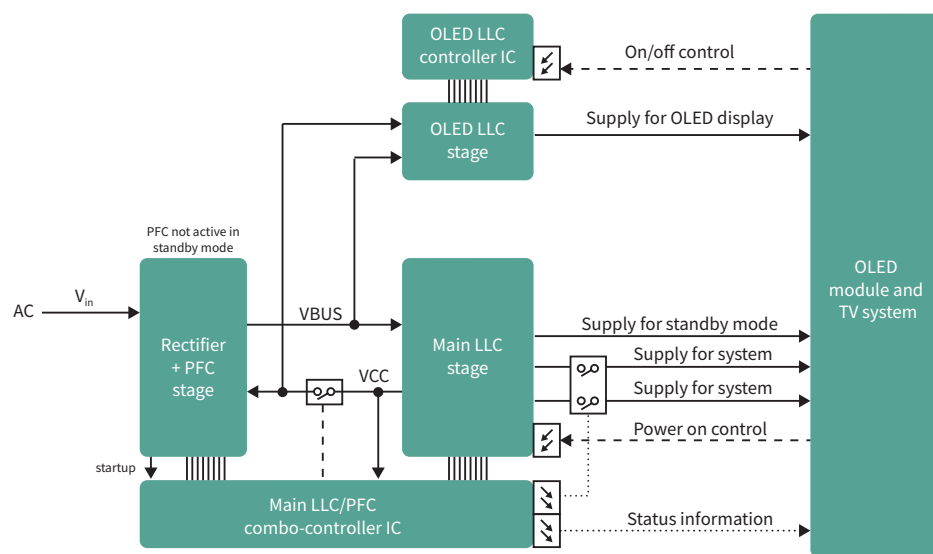 OLED LLC
controller IC
On/off control
OLED LLC
stage
Supply for OLED display
PFC not active in
standby mode
AC
Vin
Rectifier
+ PFC
stage
VBUS
VCC
Main LLC
stage
Supply for standby mode
Supply for system
Supply for system
Power on control
OLED
module and
TV system
startup
Main LLC/PFC
combo-controller IC
Status information